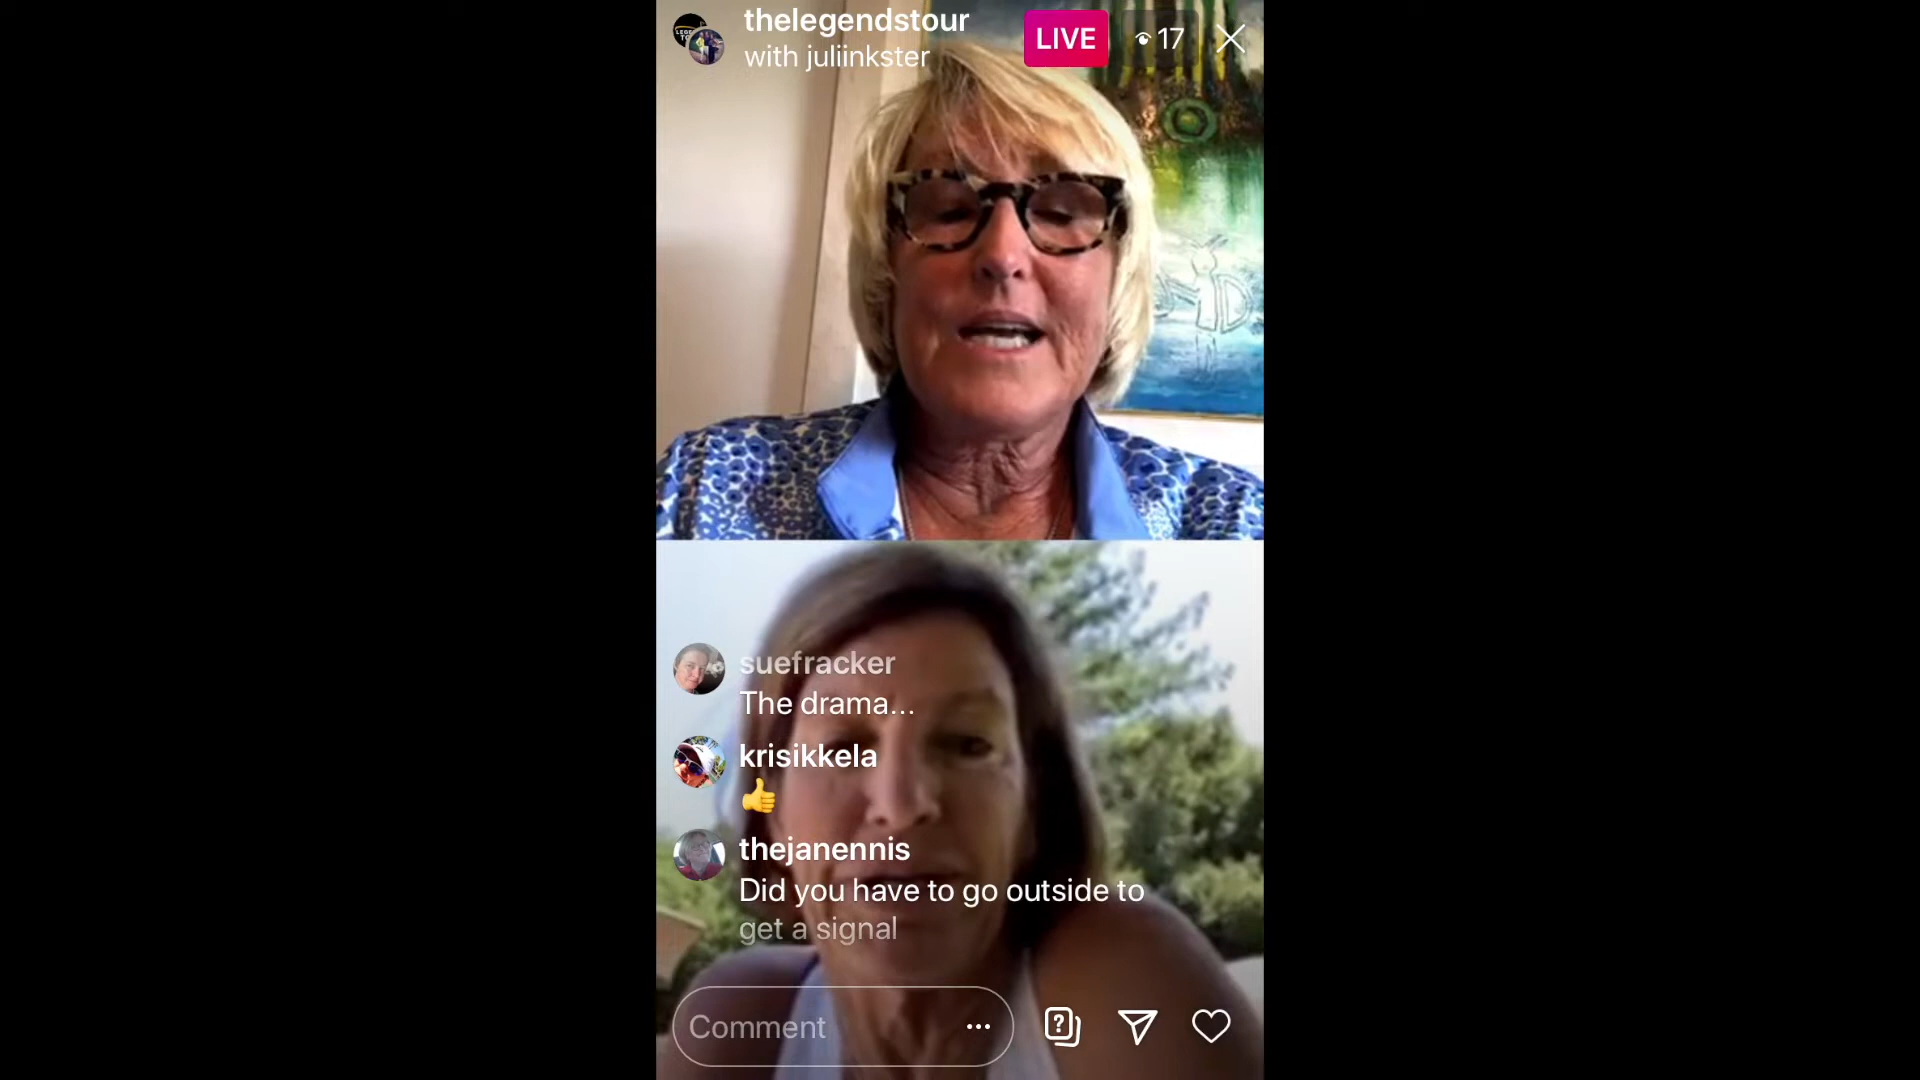 thelegendstour
with juliinkster
LIVE
17
suefracker
The drama...
krisikkela
thejanennis
Did you have to go outside to
get a signal
Comment